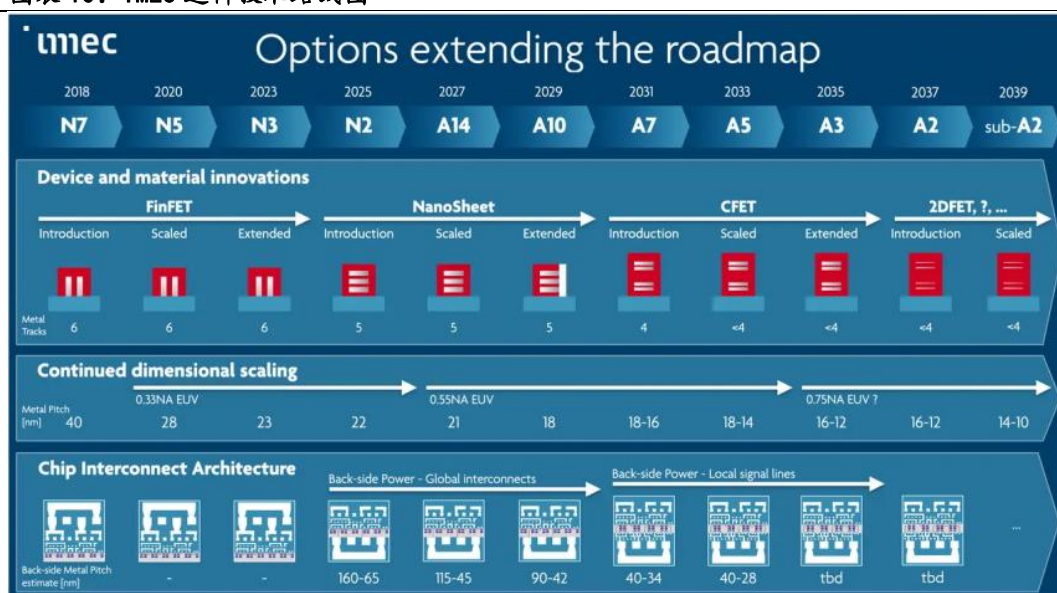 imec
Options extending the roadmap
2018 2020 2023 2025 2027 2029 2031 2033 2035 2037 2039
N7 N5 N3 N2 A14 A10 A7 A5 A3 A2 sub-A2
Device and material innovations
FinFET NanoSheet CFET 2DFET, ?, ...
Introduction Scaled Extended Introduction Scaled Extended Introduction Scaled Extended Introduction Scaled
Metal
Tracks 6 6 6 5 5 5 4 <4 <4 <4 <4
Continued dimensional scaling
0.33NA EUV 0.55NA EUV 0.75NA EUV ?
Metal Pitch
[nm] 40 28 23 22 21 18 18-16 18-14 16-12 16-12 14-10
Chip Interconnect Architecture
Back-side Power - Global interconnects Back-side Power - Local signal lines
...
Back-side Metal Pitch
estimate [nm] - - 160-65 115-45 90-42 40-34 40-28 tbd tbd